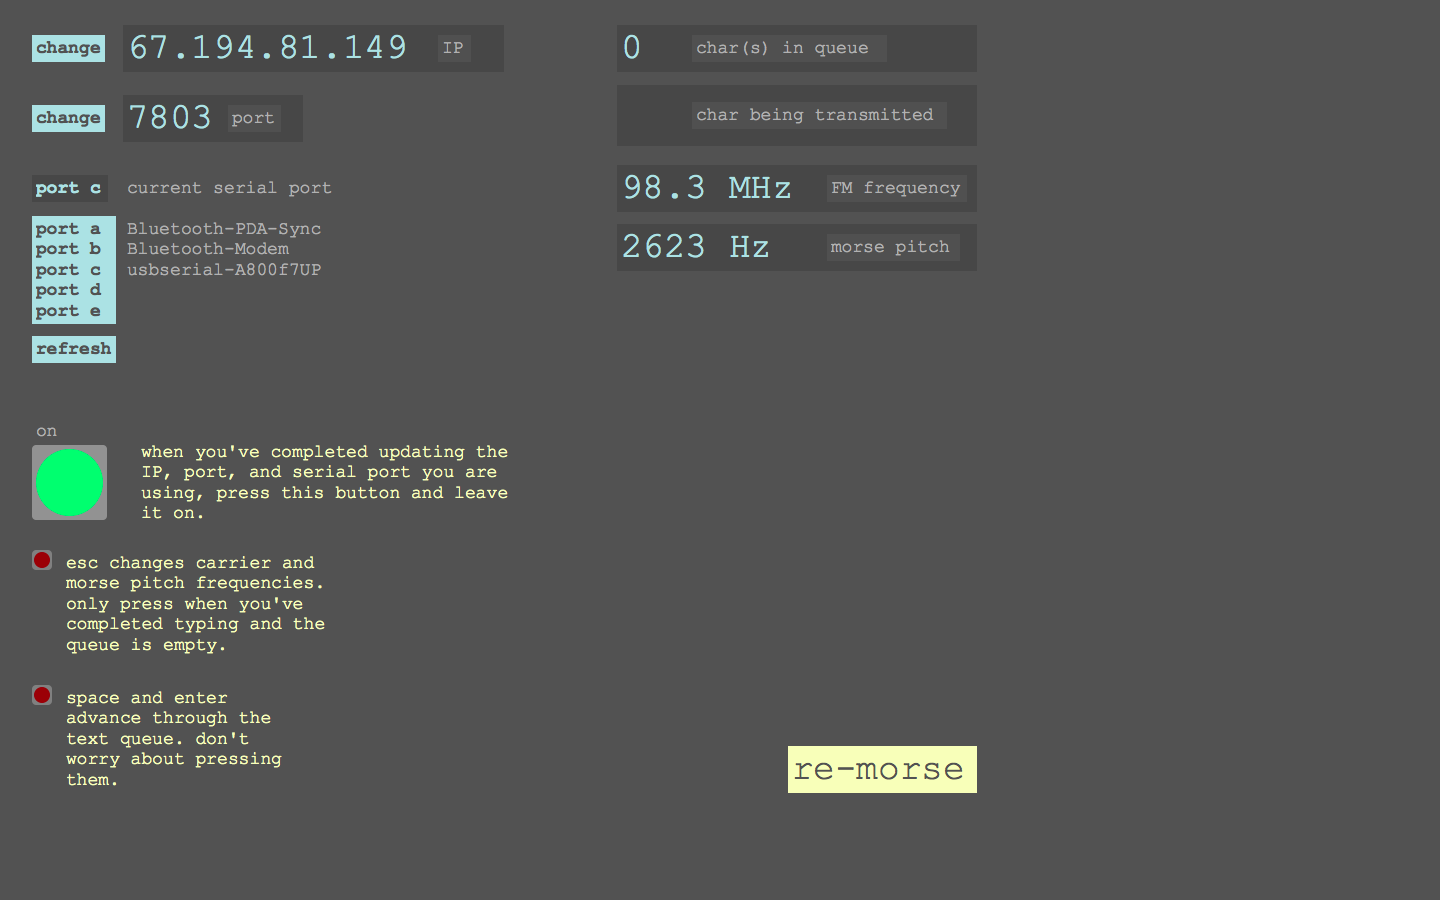 change 67.194.81.149 IP
change 7803 port
port c current serial port
port a Bluetooth-PDA-Sync
port b Bluetooth-Modem
port c usbserial-A800f7UP
port d
port e
refresh
on
when you've completed updating the
IP, port, and serial port you are
using, press this button and leave
it on.
esc changes carrier and
morse pitch frequencies.
only press when you've
completed typing and the
queue is empty.
space and enter
advance through the
text queue. don't
worry about pressing
them.
0 char(s) in queue
char being transmitted
98.3 MHz FM frequency
2623 Hz morse pitch
re-morse